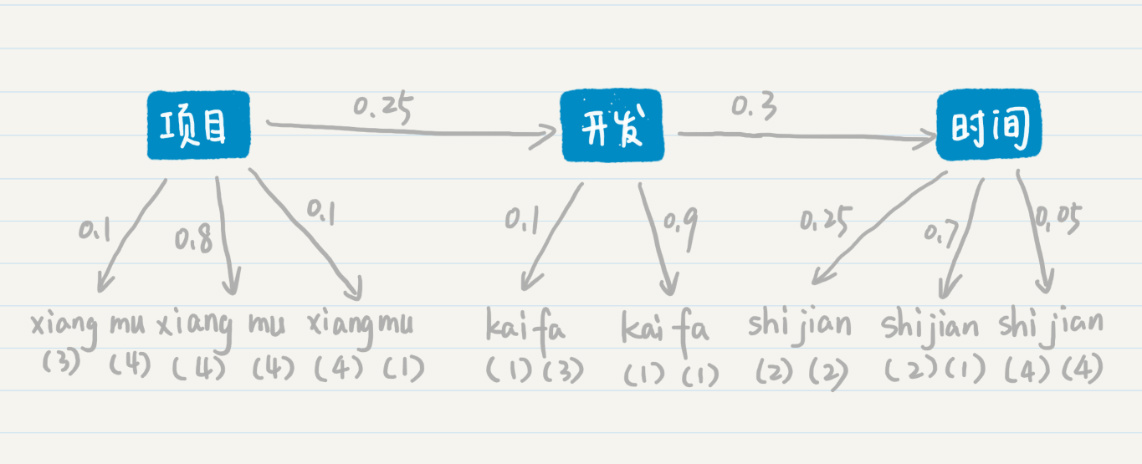 项目 0.25 开发 0.3 时间
0.1 0.8 0.1 0.1 0.9 0.25 0.7 0.05
xiang mu xiang mu xiang mu kai fa kai fa shi jian shi jian shi jian
(3) (4) (4) (4) (4) (1) (1) (3) (1) (1) (2) (2) (2) (1) (4) (4)